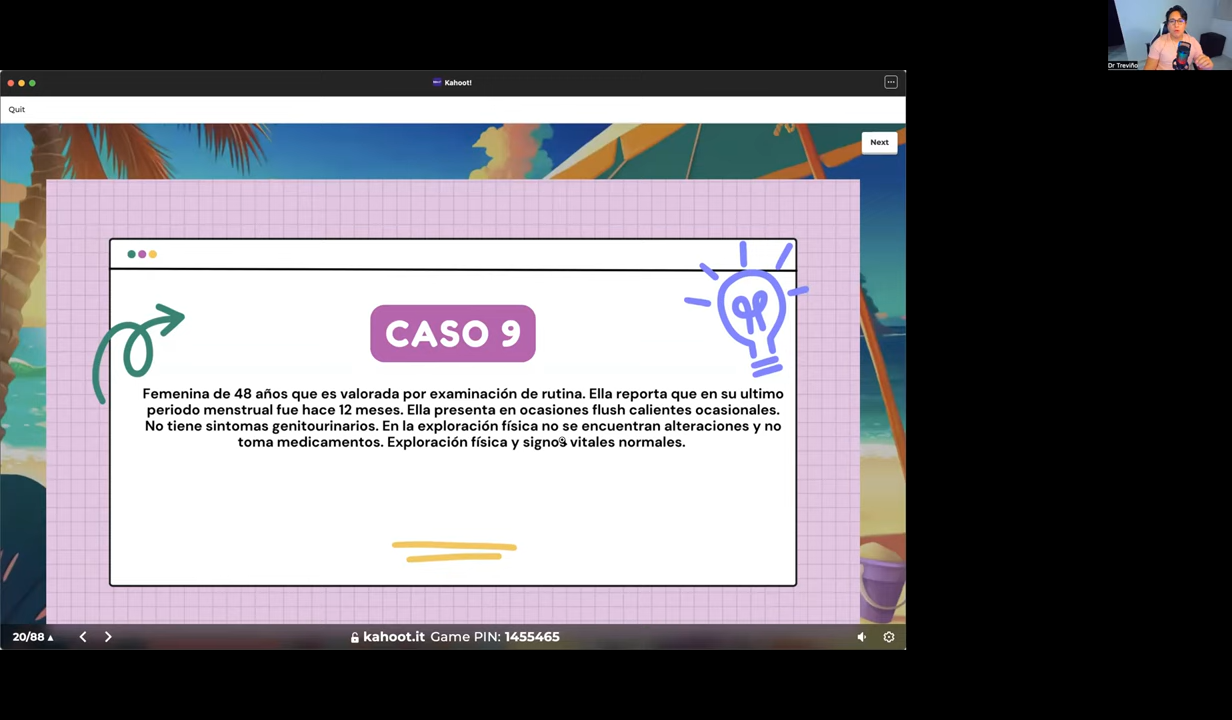 Dr Treviño
Kahoot!
Quit
Next
CASO 9
Femenina de 48 años que es valorada por examinación de rutina. Ella reporta que en su ultimo
periodo menstrual fue hace 12 meses. Ella presenta en ocasiones flush calientes ocasionales.
No tiene sintomas genitourinarios. En la exploración física no se encuentran alteraciones y no
toma medicamentos. Exploración física y signos vitales normales.
20/88
kahoot.it Game PIN: 1455465